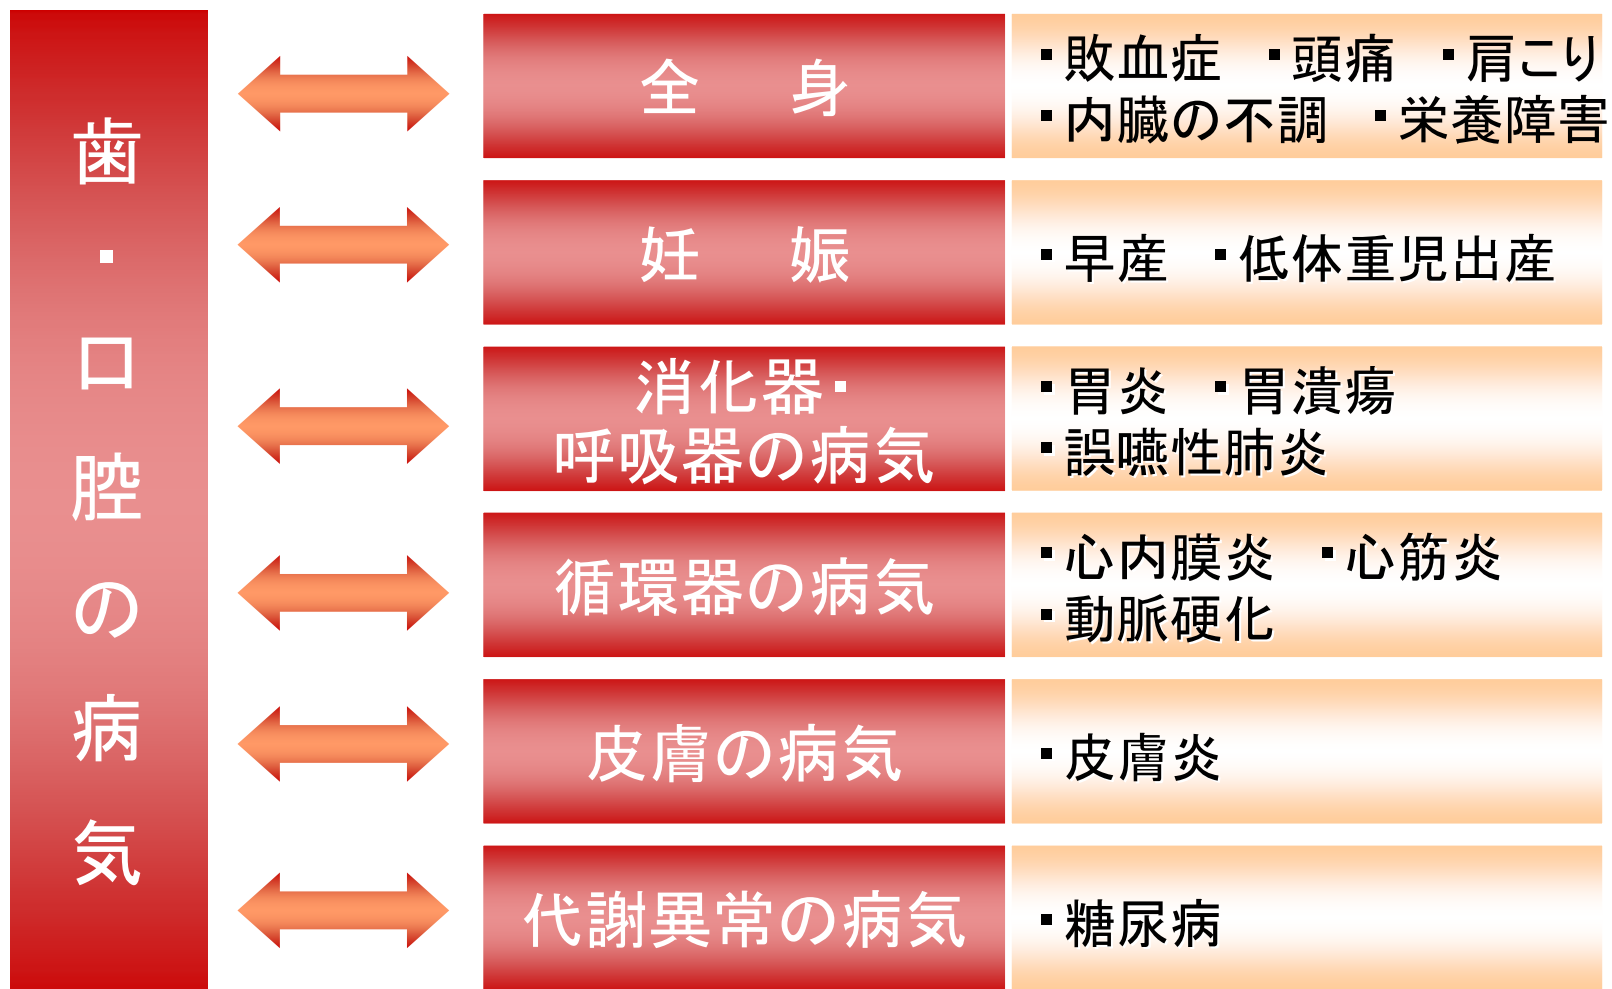 歯・口腔の病気
全　身
・敗血症　・頭痛　・肩こり
・内臓の不調　・栄養障害
妊　娠
・早産　・低体重児出産
消化器・
呼吸器の病気
・胃炎　・胃潰瘍
・誤嚥性肺炎
循環器の病気
・心内膜炎　・心筋炎
・動脈硬化
皮膚の病気
・皮膚炎
代謝異常の病気
・糖尿病